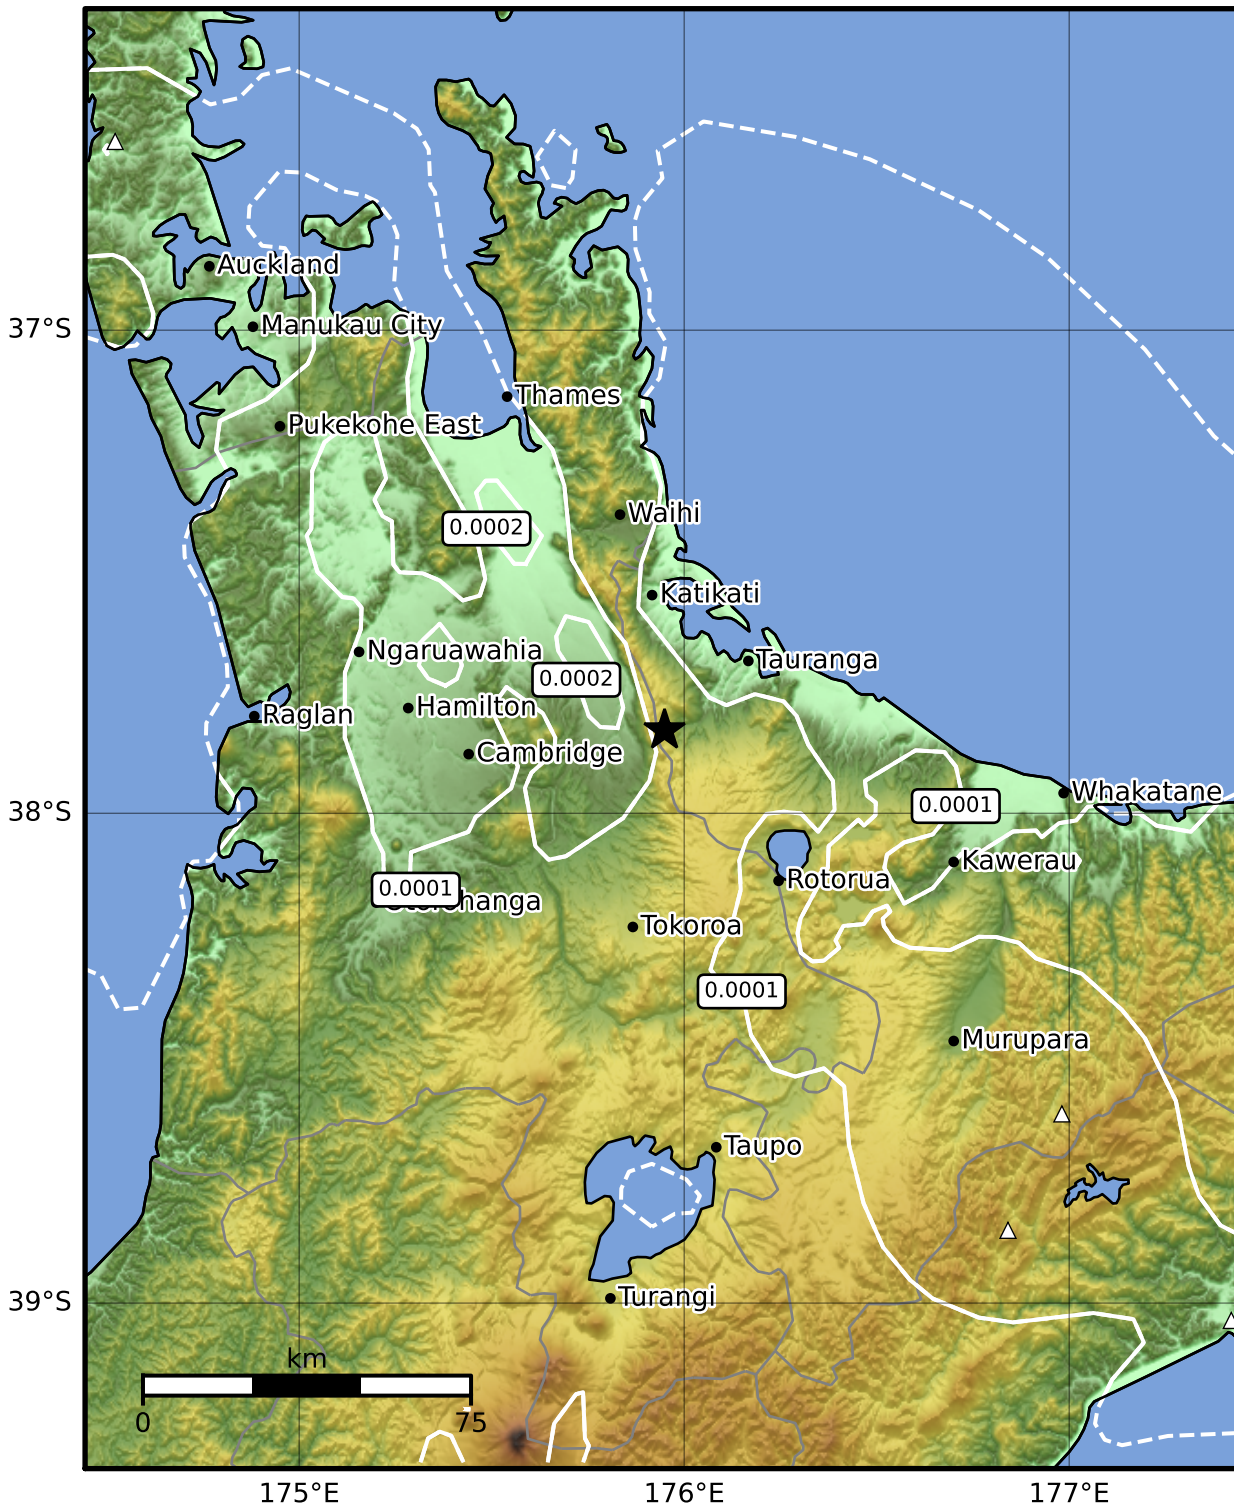 Auckland
37°S
Manukau City
Thames
Pukekohe East
Waihi
0.0002
Katikati
Ngaruawahia
Tauranga
0.0002
Hamilton
Raglan
Cambridge
Whakatane
0.0001
38°S
Kawerau
Rotorua
0.0001
Tokoroa
0.0001
Murupara
Taupo
Turangi
39°S
km
0 75
175°E 176°E 177°E